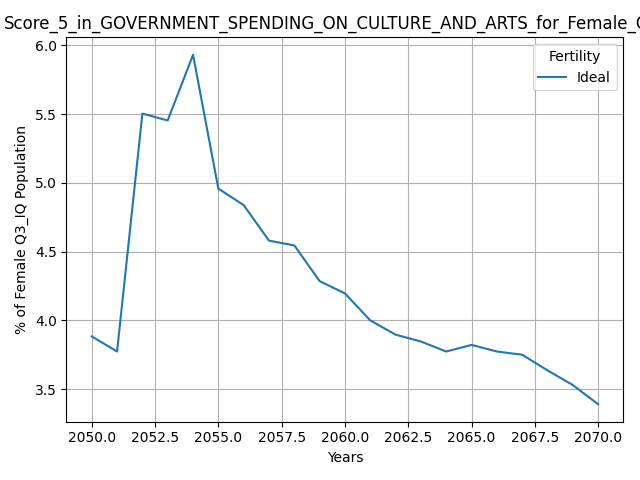 Score_5_in_GOVERNMENT_SPENDING_ON_CULTURE_AND_ARTS_for_Female_
Fertility
Ideal
6.0
5.5
5.0
4.5
4.0
3.5
% of Female Q3_IQ Population
2050.0 2052.5 2055.0 2057.5 2060.0 2062.5 2065.0 2067.5 2070.0
Years